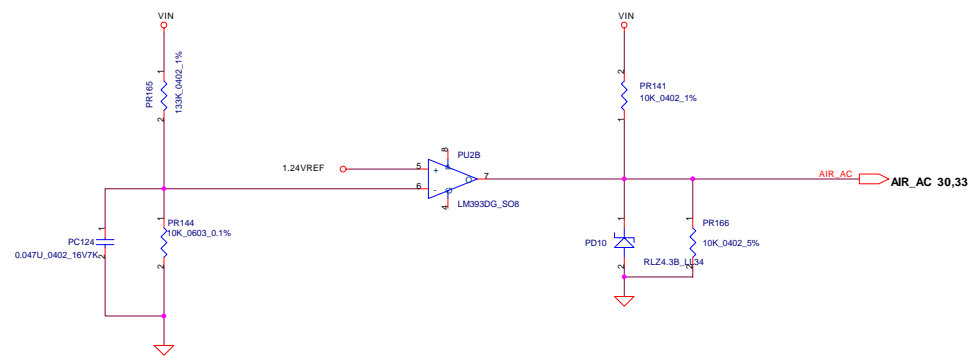 VIN
VIN
1
PR165
133K_0402_1%
2
2
PR141
10K_0402_1%
1
1.24VREF
8
PU2B
5
+
O
7
6
-
4
LM393DG_SO8
AIR_AC
AIR_AC 30,33
1
PC124
0.047U_0402_16V7K
2
1
PR144
10K_0603_0.1%
2
1
PD10
2
RLZ4.3B_LL34
1
PR166
10K_0402_5%
2